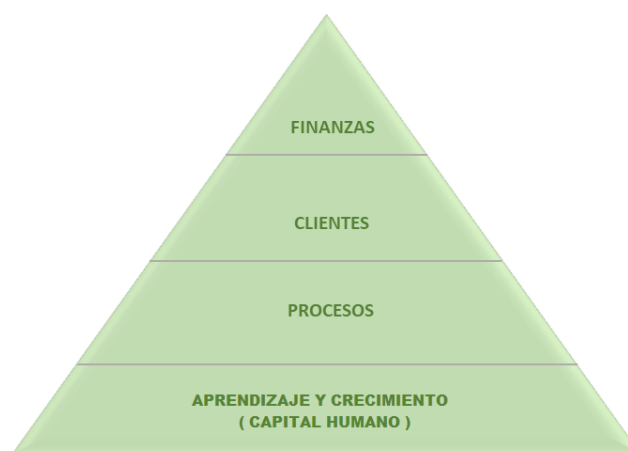 FINANZAS
CLIENTES
PROCESOS
APRENDIZAJE Y CRECIMIENTO
( CAPITAL HUMANO )